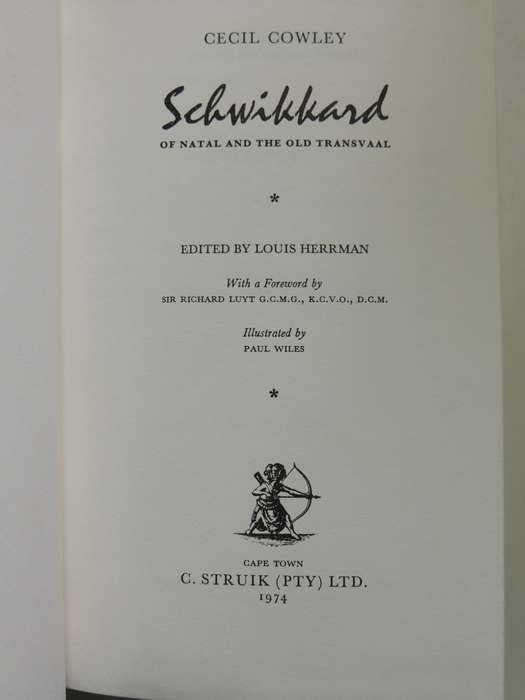 CECIL COWLEY
Schwikkard
OF NATAL AND THE OLD TRANSVAAL
*
EDITED BY LOUIS HERRMAN
With a Foreword by
SIR RICHARD LUYT G.C.M.G., K.C.V.O., D.C.M.
Illustrated by
PAUL WILES
*
CAPE TOWN
C. STRUIK (PTY) LTD.
1974